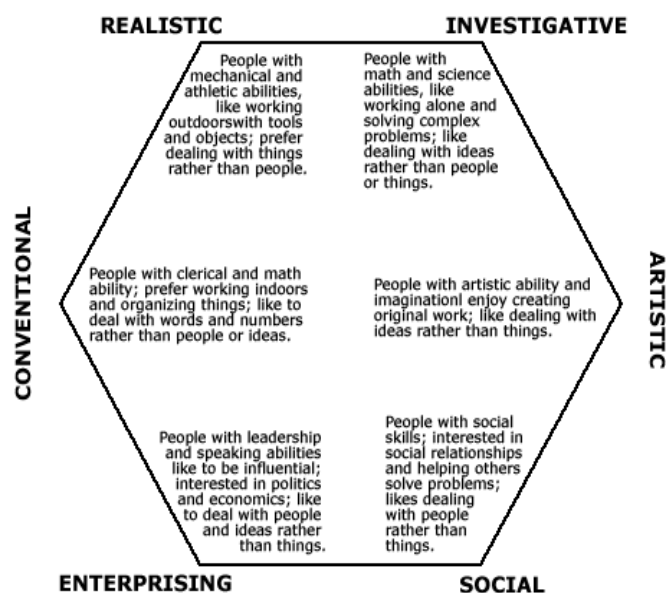 REALISTIC
INVESTIGATIVE
People with
mechanical and
athletic abilities,
like working
outdoorswith tools
and objects; prefer
dealing with things
rather than people.
People with
math and science
abilities, like
working alone and
solving complex
problems; like
dealing with ideas
rather than people
or things.
CONVENTIONAL
People with clerical and math
ability; prefer working indoors
and organizing things; like to
deal with words and numbers
rather than people or ideas.
People with artistic ability and
imaginationl enjoy creating
original work; like dealing with
ideas rather than things.
ARTISTIC
People with leadership
and speaking abilities
like to be influential;
interested in politics
and economics; like
to deal with people
and ideas rather
than things.
People with social
skills; interested in
social relationships
and helping others
solve problems;
likes dealing
with people
rather than
things.
ENTERPRISING
SOCIAL